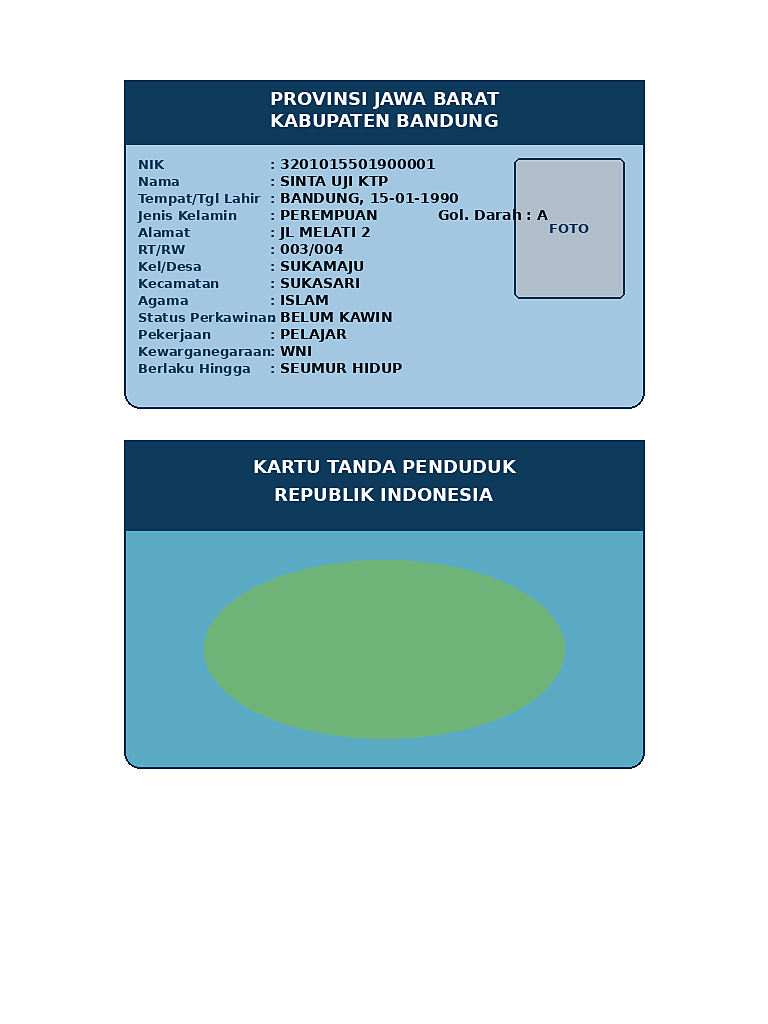 PROVINSI JAWA BARAT
KABUPATEN BANDUNG
NIK : 3201015501900001
Nama : SINTA UJI KTP
Tempat/Tgl Lahir : BANDUNG, 15-01-1990
Jenis Kelamin : PEREMPUAN Gol. Darah : A
FOTO
Alamat : JL MELATI 2
RT/RW : 003/004
Kel/Desa : SUKAMAJU
Kecamatan : SUKASARI
Agama : ISLAM
Status Perkawinan : BELUM KAWIN
Pekerjaan : PELAJAR
Kewarganegaraan : WNI
Berlaku Hingga : SEUMUR HIDUP
KARTU TANDA PENDUDUK
REPUBLIK INDONESIA